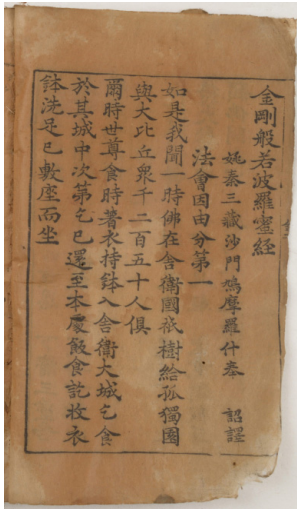 金剛般若波羅蜜經
姚秦三藏沙門鳩摩羅什奉 詔譯
法會因由分第一
如是我聞一時佛在舍衛國祇樹給孤獨園
與大比丘衆千二百五十人俱
爾時世尊食時着衣持鉢入舍衛大城乞食
於其城中次第乞已還至本處飯食訖收衣
鉢洗足已敷座而坐